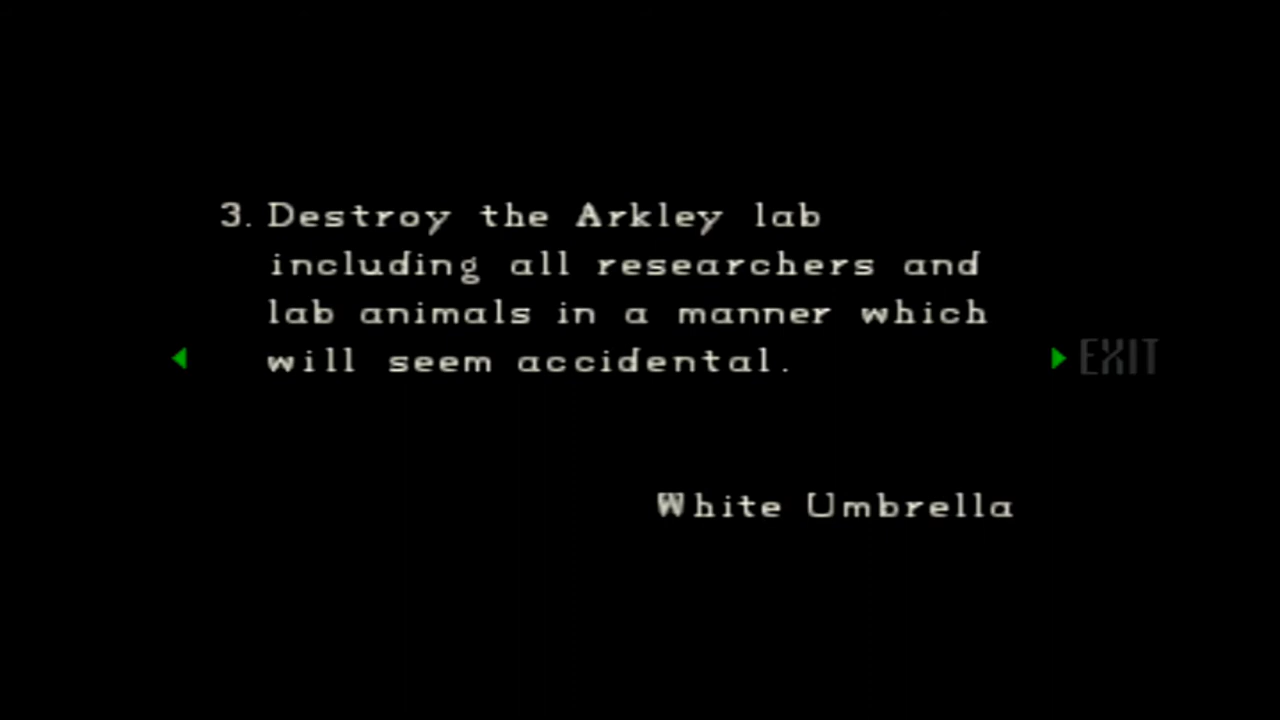 3. Destroy the Arkley lab
including all researchers and
lab animals in a manner which
will seem accidental.
EXIT
White Umbrella